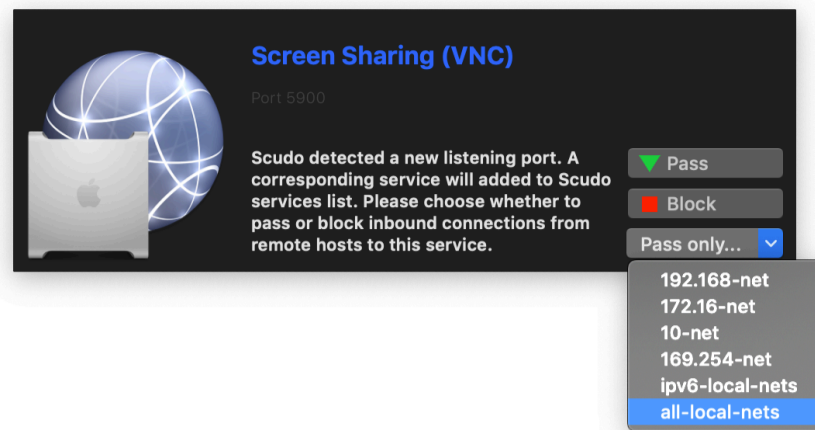 Screen Sharing (VNC)
Port 5900
Scudo detected a new listening port. A
corresponding service will added to Scudo
services list. Please choose whether to
pass or block inbound connections from
remote hosts to this service.
Pass
Block
Pass only...
192.168-net
172.16-net
10-net
169.254-net
ipv6-local-nets
all-local-nets